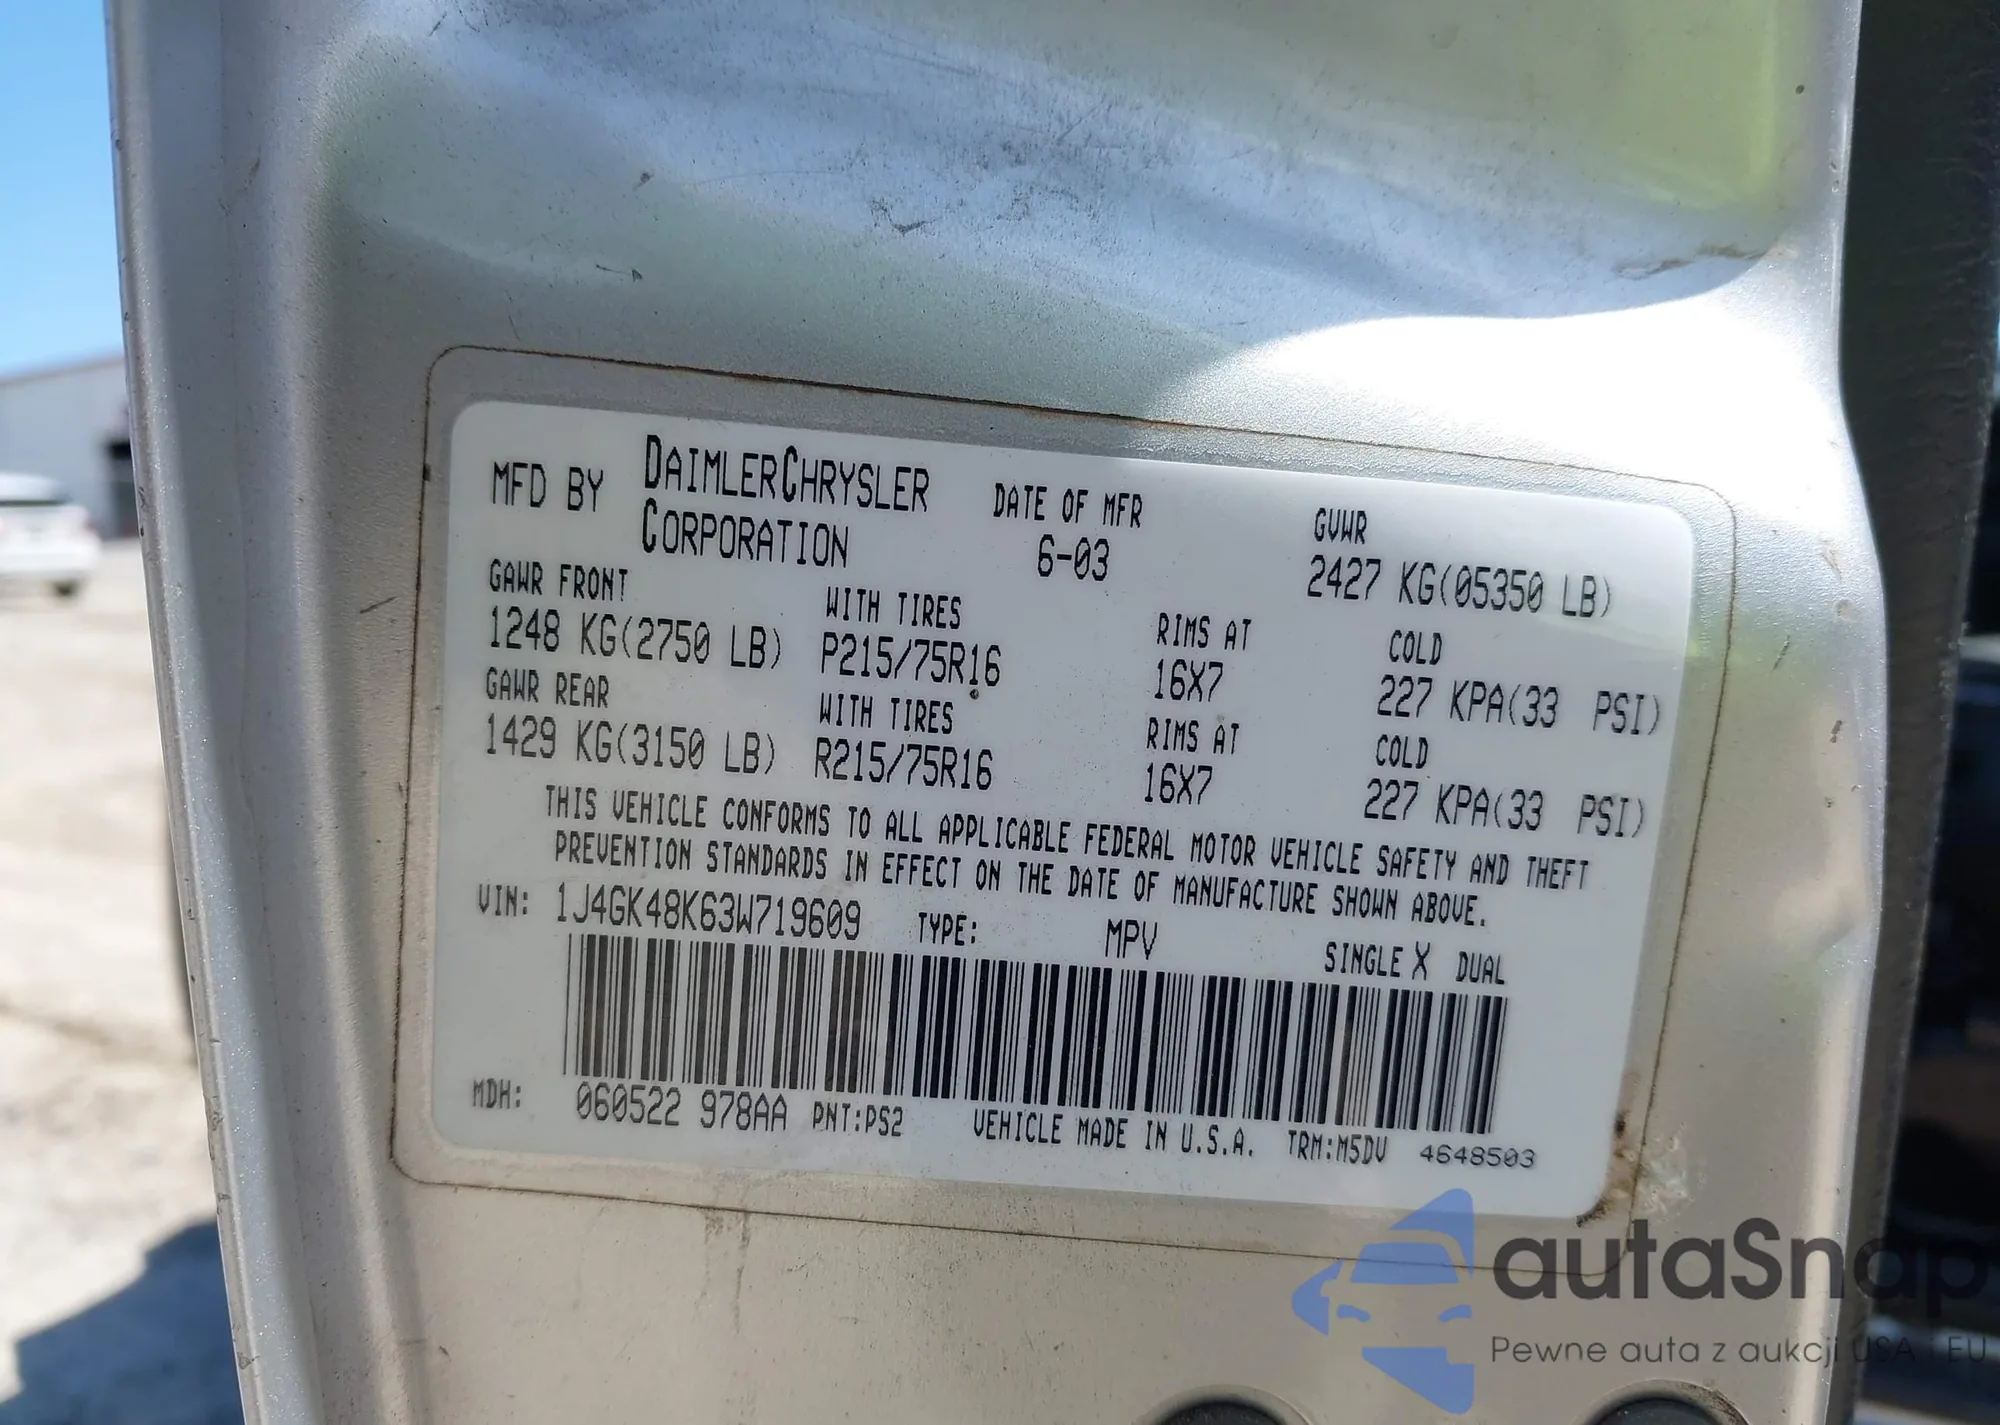 MFD BY DAIMLERCHRYSLER CORPORATION
DATE OF MFR 6-03
GVWR 2427 KG(05350 LB)
GAWR FRONT WITH TIRES RIMS AT COLD
1248 KG(2750 LB) P215/75R16 16X7 227 KPA(33 PSI)
GAWR REAR WITH TIRES RIMS AT COLD
1429 KG(3150 LB) R215/75R16 16X7 227 KPA(33 PSI)
THIS VEHICLE CONFORMS TO ALL APPLICABLE FEDERAL MOTOR VEHICLE SAFETY AND THEFT
PREVENTION STANDARDS IN EFFECT ON THE DATE OF MANUFACTURE SHOWN ABOVE.
VIN: 1J4GK48K63W719609 TYPE: MPV SINGLE X DUAL
MDH: 060522 978AA PNT:PS2 VEHICLE MADE IN U.S.A. TRM:M5DV 4648503
autaSnap
Pewne auta z aukcji USA i EU